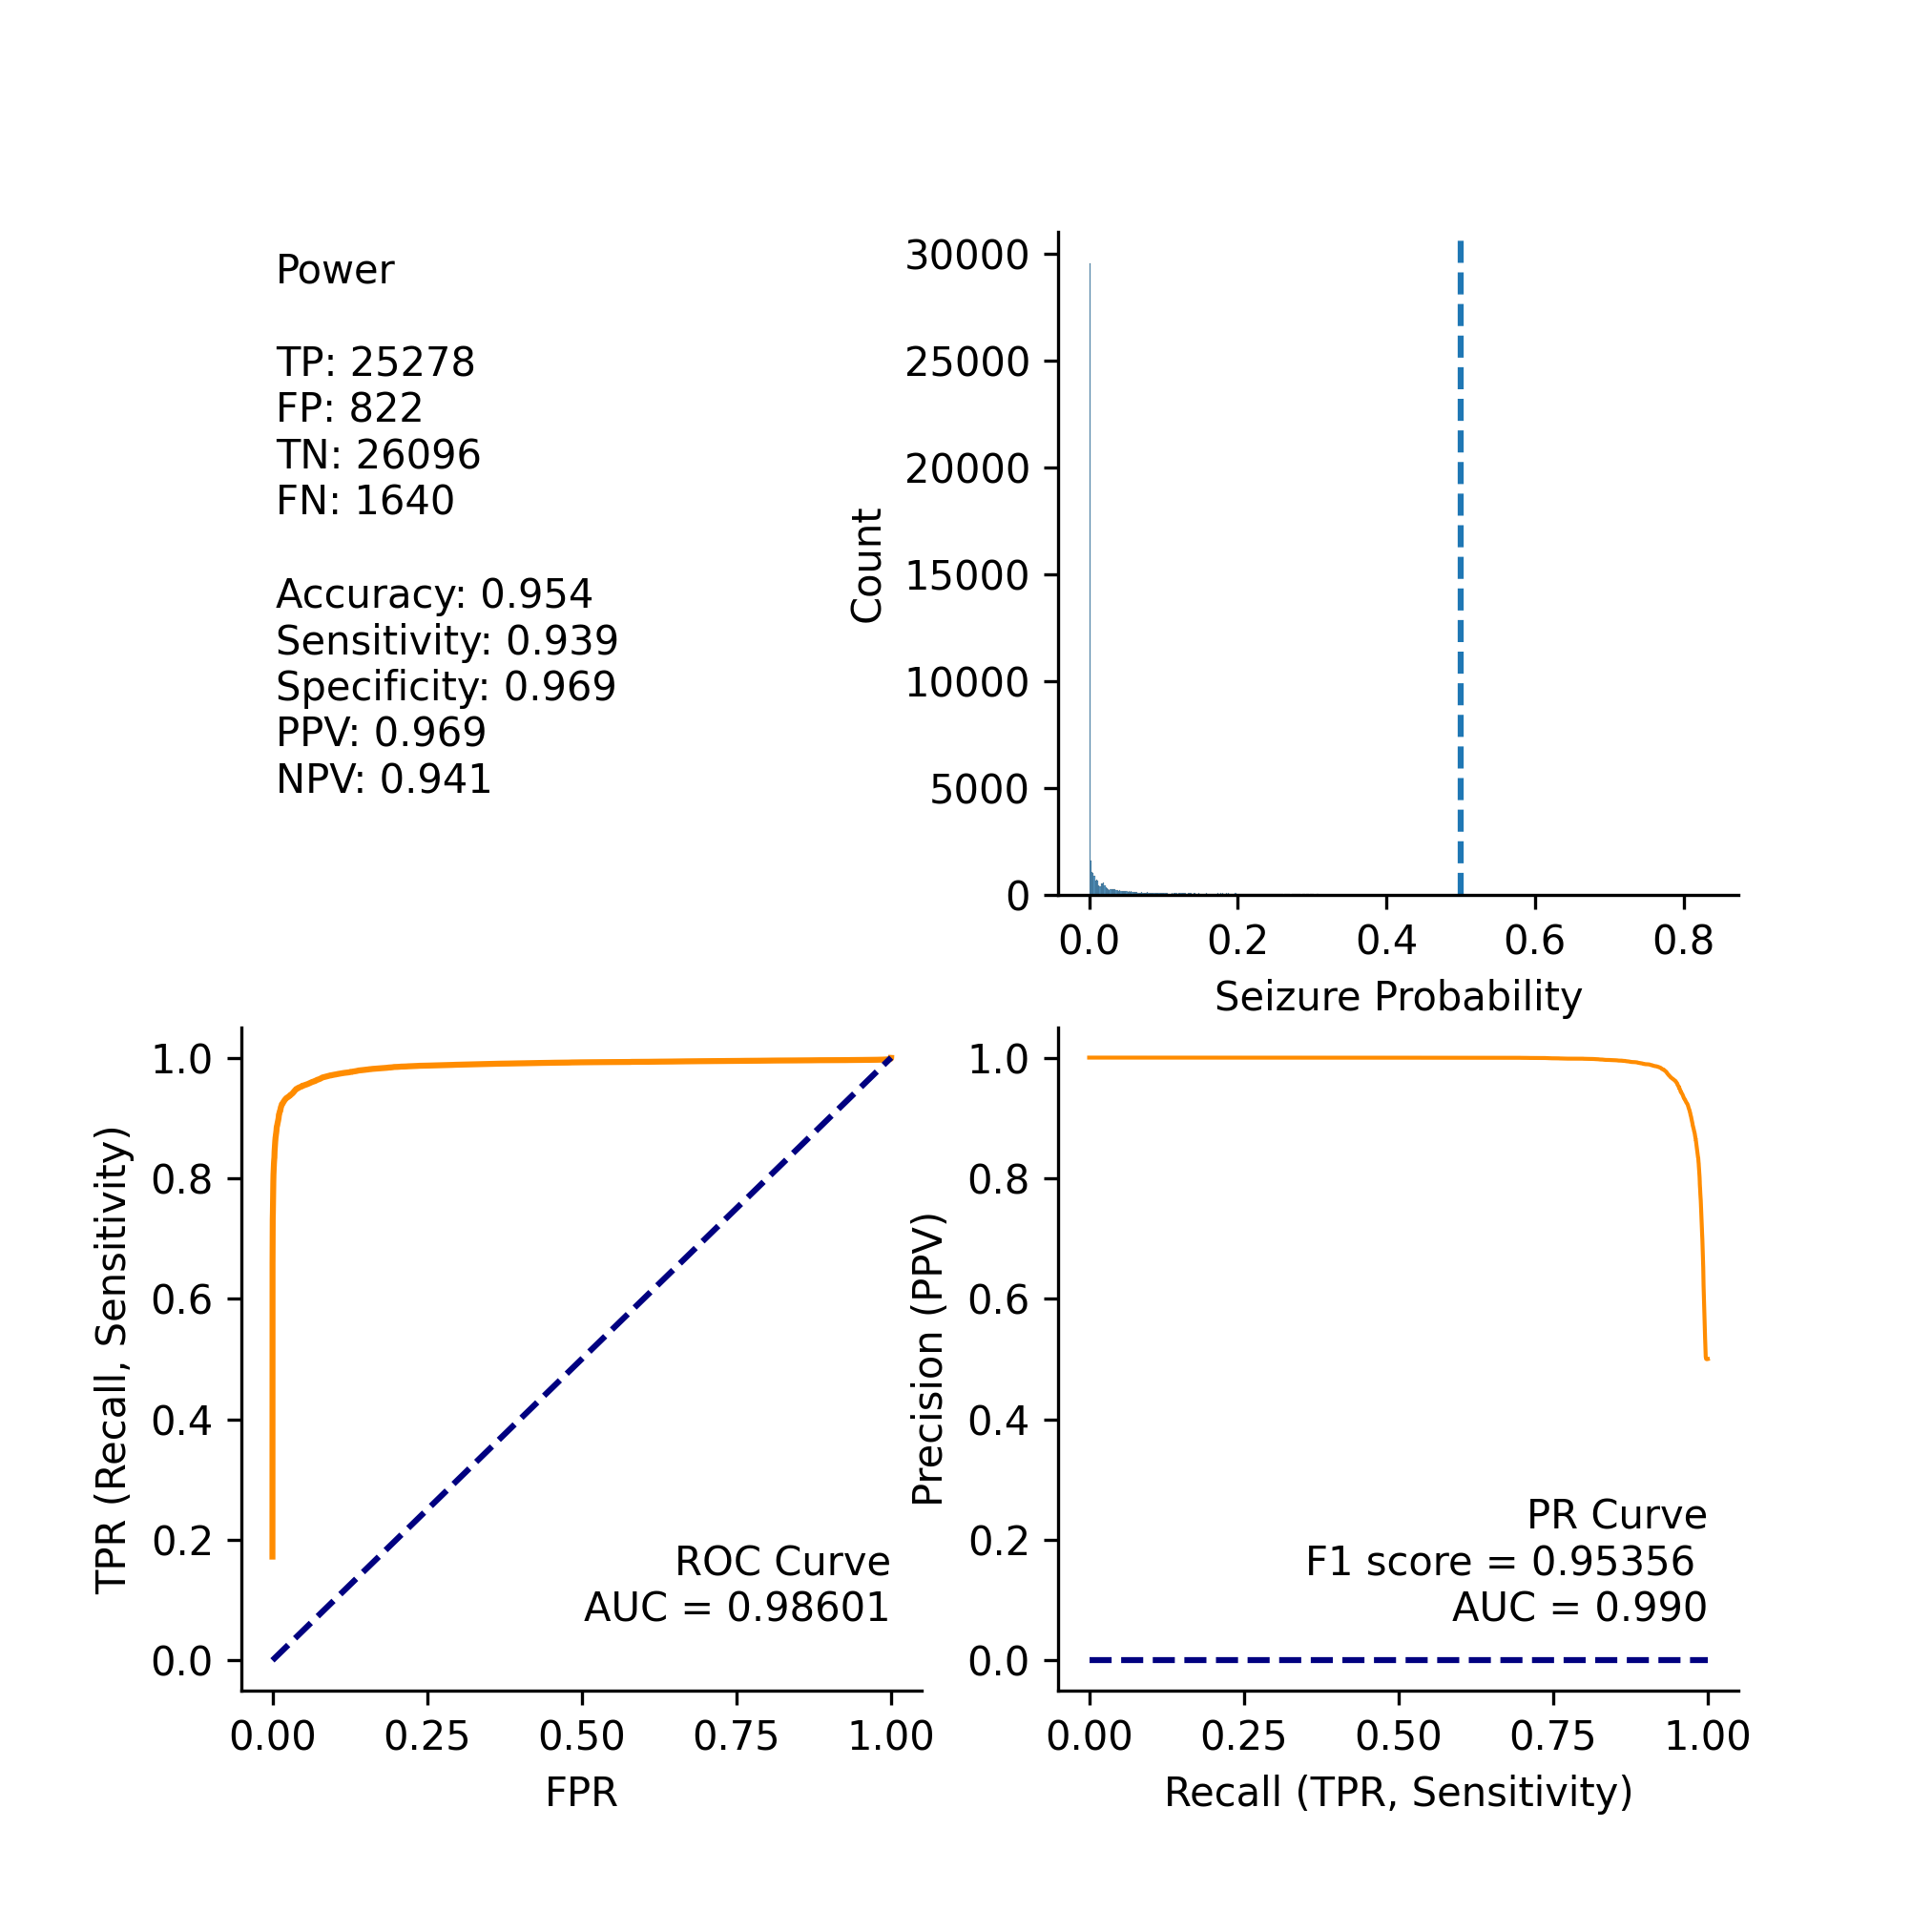 Power
TP: 25278
FP: 822
TN: 26096
FN: 1640
Accuracy: 0.954
Sensitivity: 0.939
Specificity: 0.969
PPV: 0.969
NPV: 0.941
30000
25000
20000
15000
10000
5000
0
Count
0.0 0.2 0.4 0.6 0.8
Seizure Probability
1.0
0.8
0.6
0.4
0.2
0.0
TPR (Recall, Sensitivity)
ROC Curve
AUC = 0.98601
0.00 0.25 0.50 0.75 1.00
FPR
1.0
0.8
0.6
0.4
0.2
0.0
Precision (PPV)
PR Curve
F1 score = 0.95356
AUC = 0.990
0.00 0.25 0.50 0.75 1.00
Recall (TPR, Sensitivity)